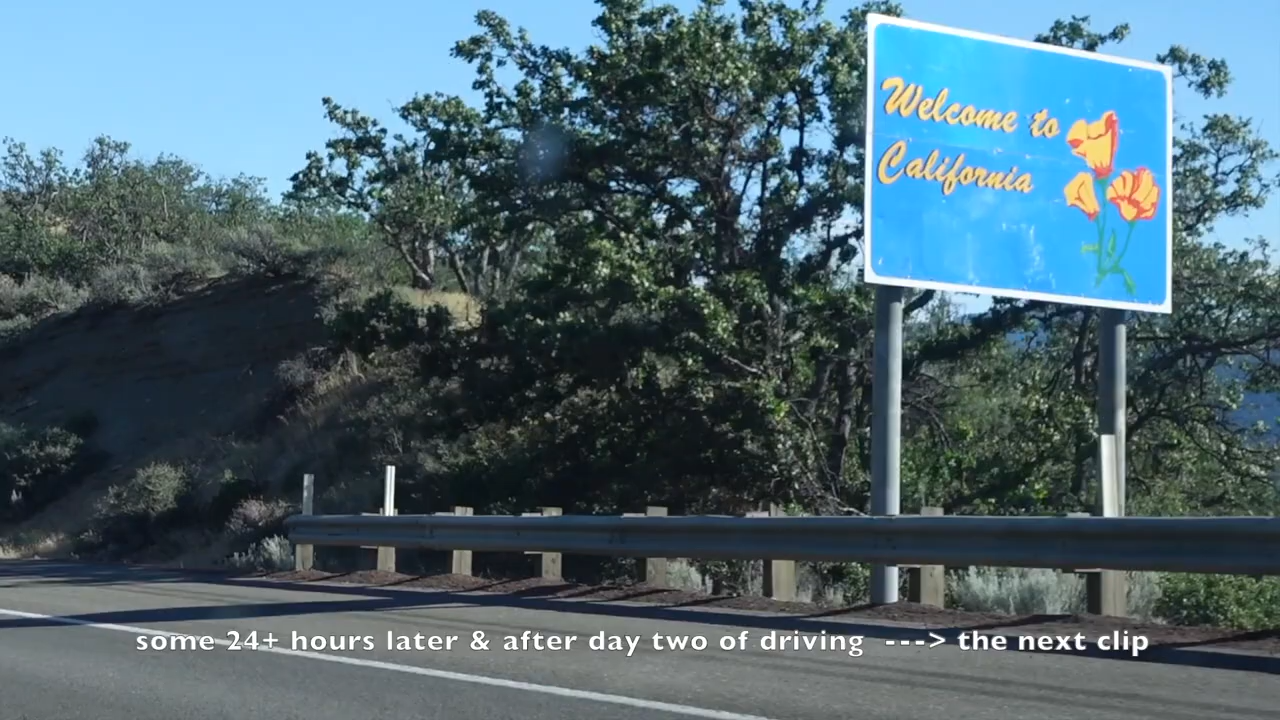 Welcome to
California
some 24+ hours later & after day two of driving ---> the next clip